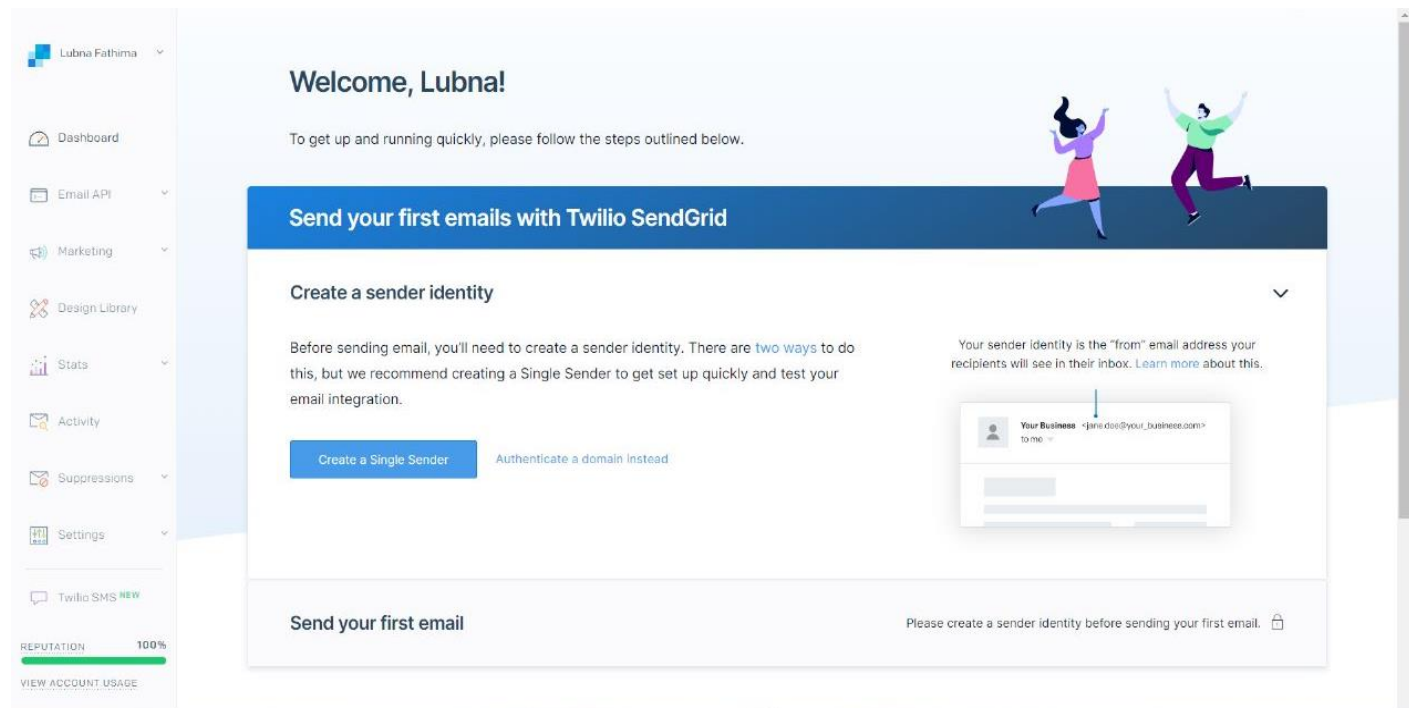 Lubna Fathima
Dashboard
Email API
Marketing
Design Library
Stats
Activity
Suppressions
Settings
Twilio SMS NEW
REPUTATION 100%
VIEW ACCOUNT USAGE
Welcome, Lubna!
To get up and running quickly, please follow the steps outlined below.
Send your first emails with Twilio SendGrid
Create a sender identity
Before sending email, you'll need to create a sender identity. There are two ways to do
this, but we recommend creating a Single Sender to get set up quickly and test your
email integration.
Create a Single Sender
Authenticate a domain instead
Your sender identity is the "from" email address your
recipients will see in their inbox. Learn more about this.
Your Business <jane.doe@your_business.com>
to me
Send your first email
Please create a sender identity before sending your first email.